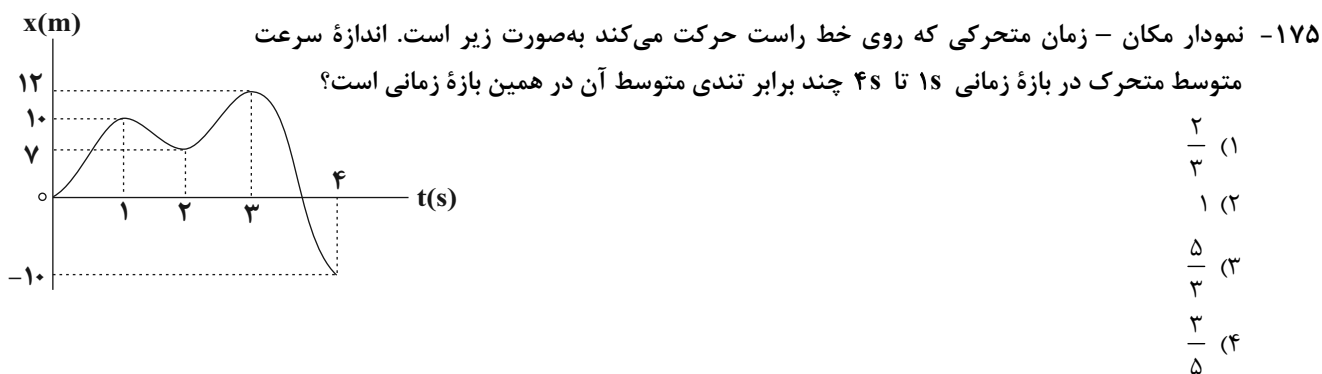 ۱۷۵- نمودار مکان – زمان متحرکی که روی خط راست حرکت می‌کند به‌صورت زیر است. اندازهٔ سرعت
متوسط متحرک در بازهٔ زمانی ۱s تا ۴s چند برابر تندی متوسط آن در همین بازهٔ زمانی است؟
۱) ۲/۳
۲) ۱
۳) ۵/۳
۴) ۳/۵
x(m)
۱۲
۱۰
۷
۰
-۱۰
۱ ۲ ۳ ۴
t(s)